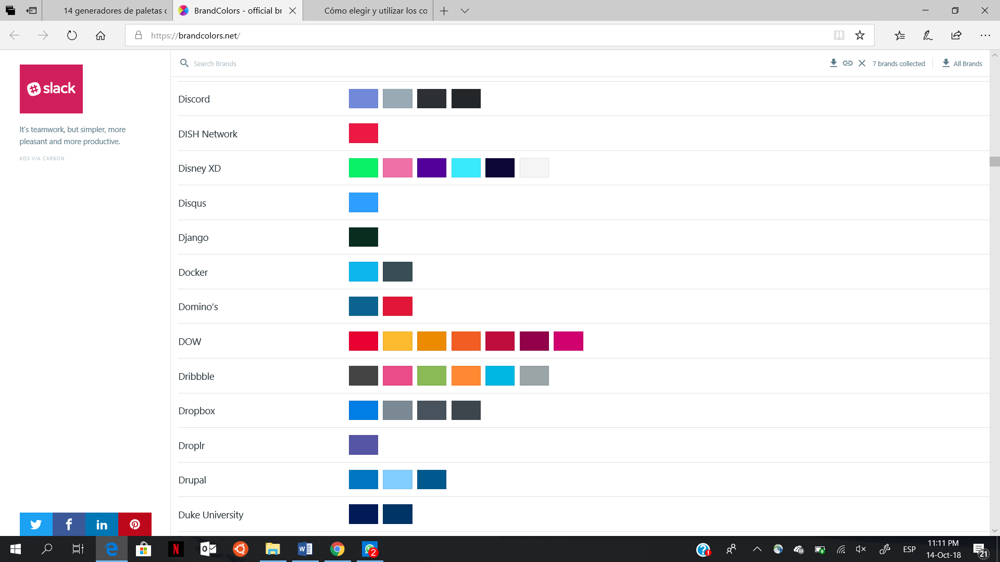 14 generadores de paletas c
BrandColors - official br
Cómo elegir y utilizar los co
https://brandcolors.net/
slack
It's teamwork, but simpler, more
pleasant and more productive.
ADS VIA CARBON
Search Brands
7 brands collected
All Brands
Discord
DISH Network
Disney XD
Disqus
Django
Docker
Domino’s
DOW
Dribbble
Dropbox
Droplr
Drupal
Duke University
2
ESP
11:11 PM
14-Oct-18
21